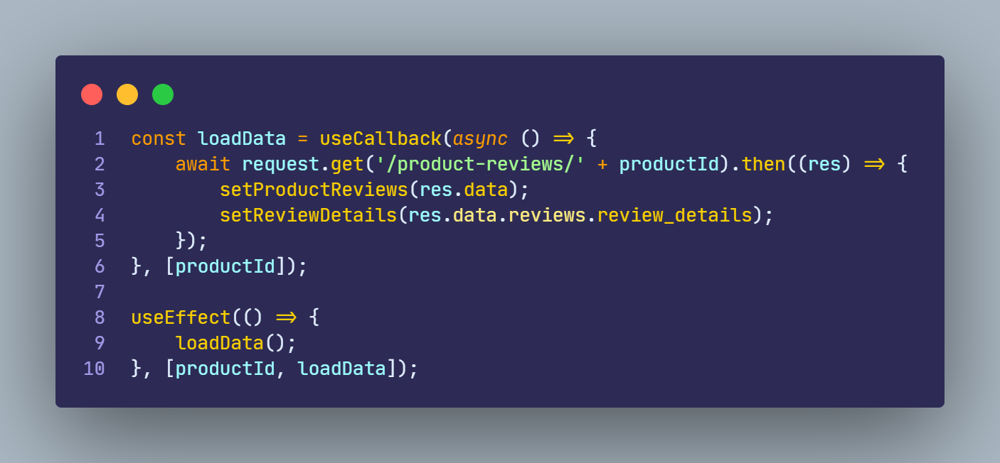 1 const loadData = useCallback(async () => {
2     await request.get('/product-reviews/' + productId).then((res) => {
3         setProductReviews(res.data);
4         setReviewDetails(res.data.reviews.review_details);
5     });
6 }, [productId]);
7
8 useEffect(() => {
9     loadData();
10 }, [productId, loadData]);